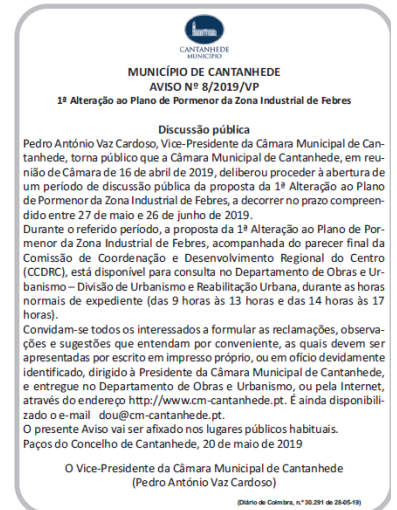 CANTANHEDE
MUNICÍPIO
MUNICÍPIO DE CANTANHEDE
AVISO Nº 8/2019/VP
1ª Alteração ao Plano de Pormenor da Zona Industrial de Febres
Discussão pública
Pedro António Vaz Cardoso, Vice-Presidente da Câmara Municipal de Can-
tanhede, torna público que a Câmara Municipal de Cantanhede, em reu-
nião de Câmara de 16 de abril de 2019, deliberou proceder à abertura de
um período de discussão pública da proposta da 1ª Alteração ao Plano
de Pormenor da Zona Industrial de Febres, a decorrer no prazo compreen-
dido entre 27 de maio e 26 de junho de 2019.
Durante o referido período, a proposta da 1ª Alteração ao Plano de Por-
menor da Zona Industrial de Febres, acompanhada do parecer final da
Comissão de Coordenação e Desenvolvimento Regional do Centro
(CCDRC), está disponível para consulta no Departamento de Obras e Ur-
banismo – Divisão de Urbanismo e Reabilitação Urbana, durante as horas
normais de expediente (das 9 horas às 13 horas e das 14 horas às 17
horas).
Convidam-se todos os interessados a formular as reclamações, observa-
ções e sugestões que entendam por conveniente, as quais devem ser
apresentadas por escrito em impresso próprio, ou em ofício devidamente
identificado, dirigido à Presidente da Câmara Municipal de Cantanhede,
e entregue no Departamento de Obras e Urbanismo, ou pela Internet,
através do endereço http://www.cm-cantanhede.pt. É ainda disponibili-
zado o e-mail dou@cm-cantanhede.pt.
O presente Aviso vai ser afixado nos lugares públicos habituais.
Paços do Concelho de Cantanhede, 20 de maio de 2019
O Vice-Presidente da Câmara Municipal de Cantanhede
(Pedro António Vaz Cardoso)
(Diário de Coimbra, n.º 30.291 de 28-05-19)